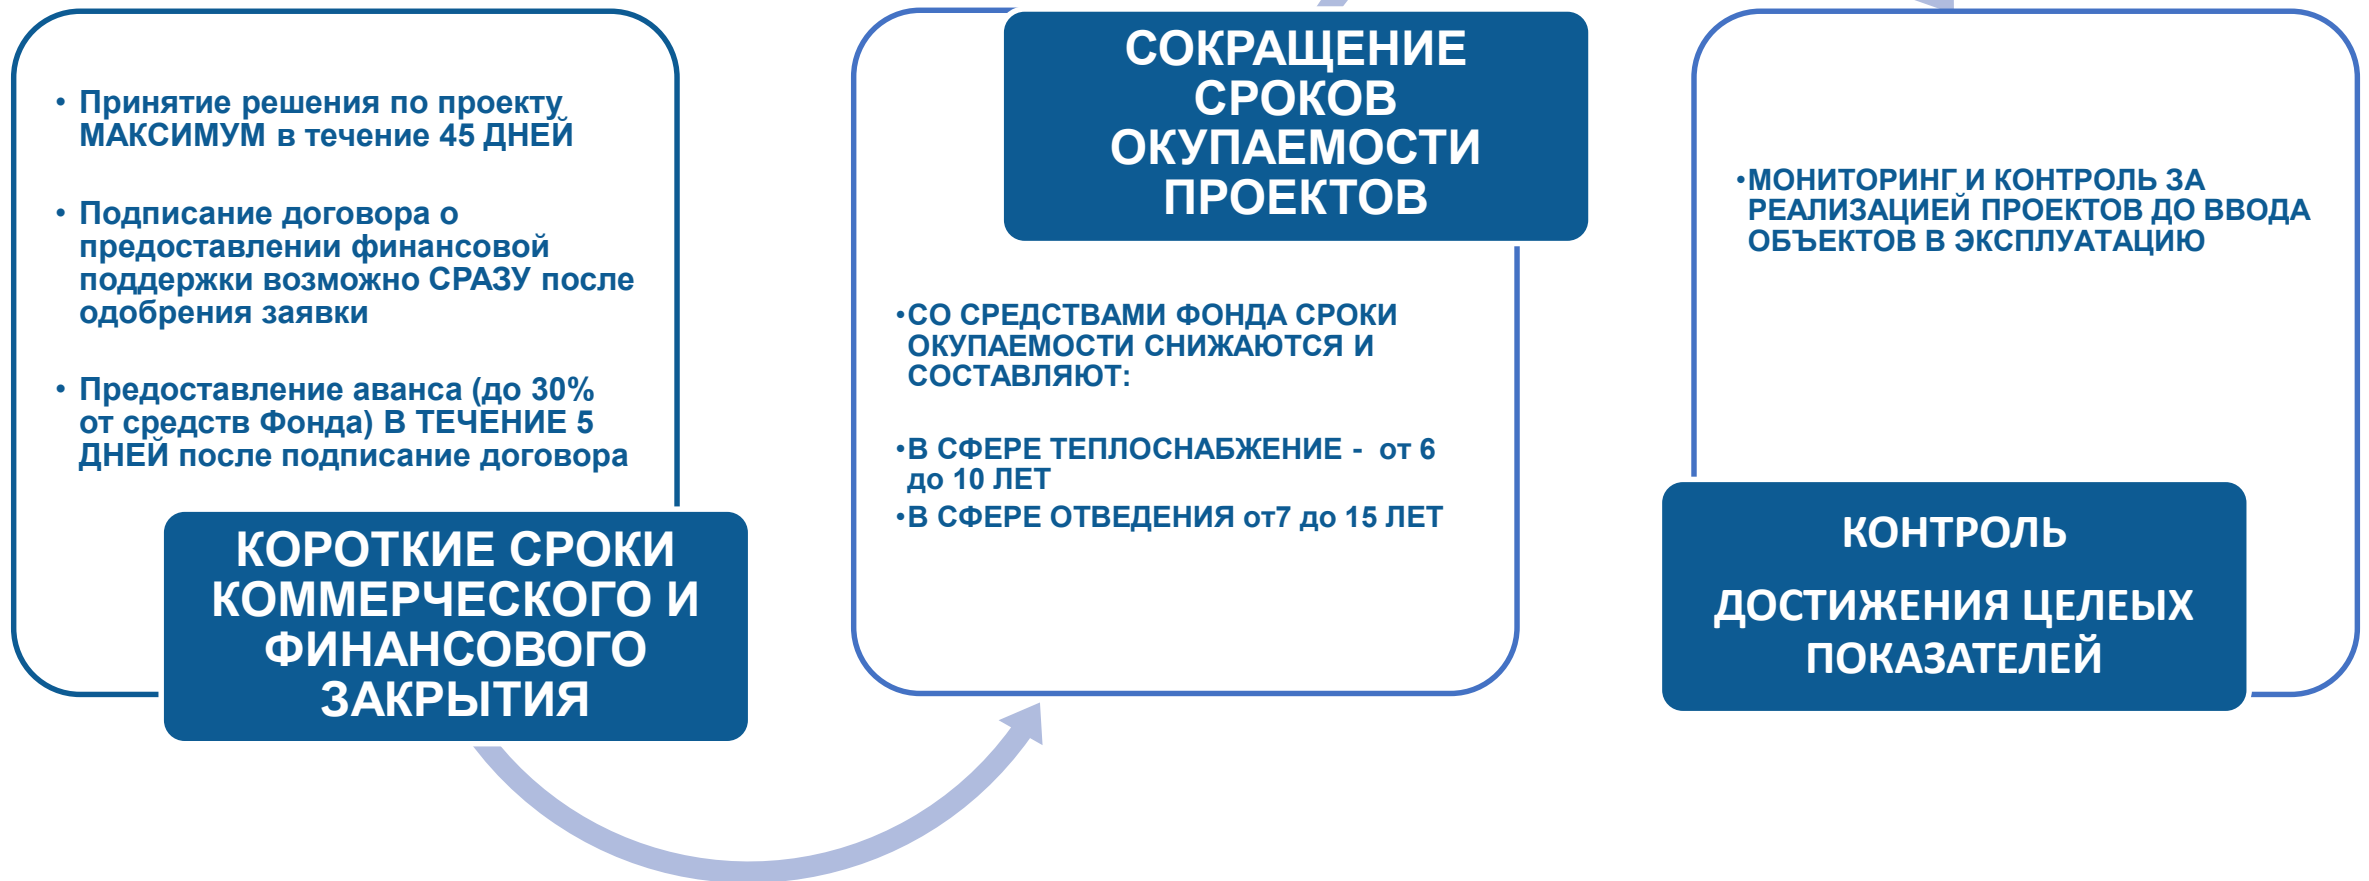 • Принятие решения по проекту
МАКСИМУМ в течение 45 ДНЕЙ
• Подписание договора о
предоставлении финансовой
поддержки возможно СРАЗУ после
одобрения заявки
• Предоставление аванса (до 30%
от средств Фонда) В ТЕЧЕНИЕ 5
ДНЕЙ после подписание договора
КОРОТКИЕ СРОКИ
КОММЕРЧЕСКОГО И
ФИНАНСОВОГО
ЗАКРЫТИЯ
СОКРАЩЕНИЕ
СРОКОВ
ОКУПАЕМОСТИ
ПРОЕКТОВ
•СО СРЕДСТВАМИ ФОНДА СРОКИ
ОКУПАЕМОСТИ СНИЖАЮТСЯ И
СОСТАВЛЯЮТ:
•В СФЕРЕ ТЕПЛОСНАБЖЕНИЕ - от 6
до 10 ЛЕТ
•В СФЕРЕ ОТВЕДЕНИЯ от7 до 15 ЛЕТ
•МОНИТОРИНГ И КОНТРОЛЬ ЗА
РЕАЛИЗАЦИЕЙ ПРОЕКТОВ ДО ВВОДА
ОБЪЕКТОВ В ЭКСПЛУАТАЦИЮ
КОНТРОЛЬ
ДОСТИЖЕНИЯ ЦЕЛЕЫХ
ПОКАЗАТЕЛЕЙ